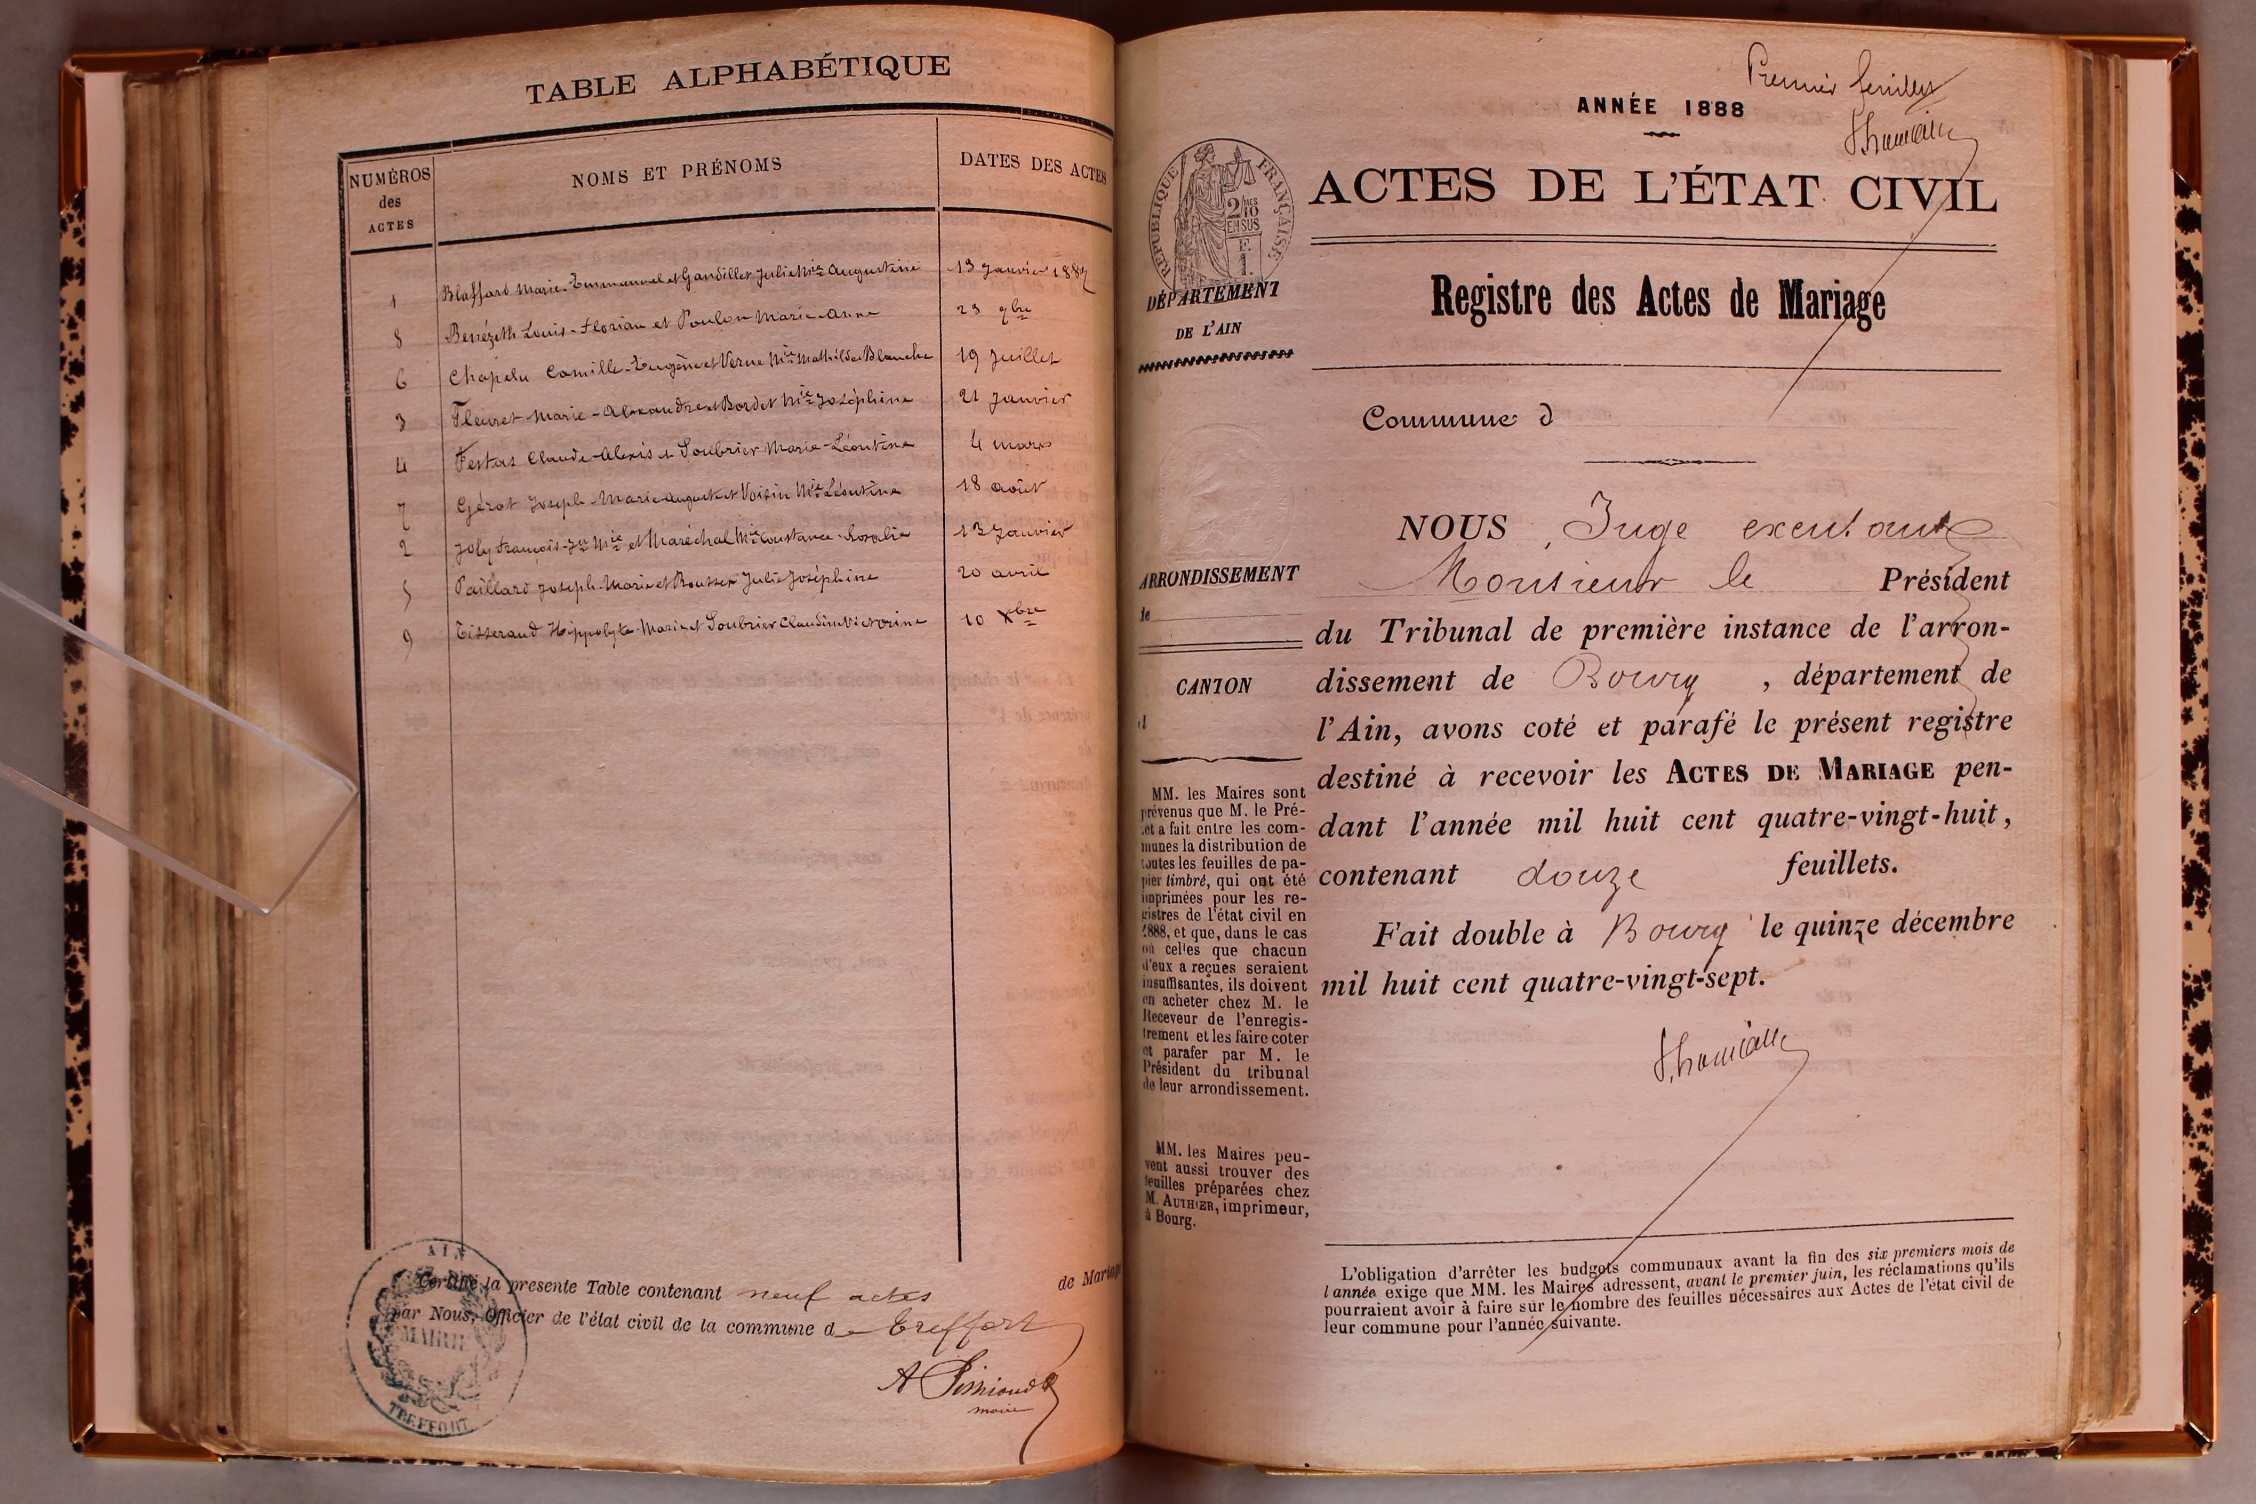 TABLE ALPHABÉTIQUE
NUMÉROS
des
ACTES
NOMS ET PRÉNOMS
DATES DES ACTES
1 Blaffard Marie-Emmanuel et Gandillet Julie Mie Augustine 13 Janvier 1887
8 Benézeth Louis-Florian et Poulon Marie-Anne 23 9bre
6 Chapelu Camille-Eugène et Verne Mie Mathilde Blanche 19 Juillet
3 Fleuret Marie-Alexandre et Bordet Mie Joséphine 21 Janvier
4 Festas Claude-Alexis et Soubrier Marie-Léontine 4 mars
7 Gérot Joseph-Marie auguste et Voisin Mie Léontine 18 août
2 Joly François-Jn Mie et Maréchal Mie Constance-Rosalie 13 Janvier
5 Paillard Joseph-Marie et Rousset Julie Joséphine 20 avril
9 Tisserand Hippolyte-Marie et Soubrier Claudine Victorine 10 Xbre
Certifié la présente Table contenant neuf actes de Mariage
par Nous, Officier de l'état civil de la commune de Treffort
maire
AIN
MAIRIE
TREFFORT
Premier feuillet
ANNÉE 1888
ACTES DE L'ÉTAT CIVIL
RÉPUBLIQUE FRANÇAISE
2/10
EN SUS
F.
1.
DÉPARTEMENT
DE L'AIN
Registre des Actes de Mariage
Commune d
NOUS, Juge exentant
Monsieur le Président
du Tribunal de première instance de l'arron-
dissement de Bourg, département de
l'Ain, avons coté et parafé le présent registre
destiné à recevoir les ACTES DE MARIAGE pen-
dant l'année mil huit cent quatre-vingt-huit,
contenant douze feuillets.
Fait double à Bourg le quinze décembre
mil huit cent quatre-vingt-sept.
ARRONDISSEMENT
de
CANTON
d
MM. les Maires sont
prévenus que M. le Pré-
fet a fait entre les com-
munes la distribution de
toutes les feuilles de pa-
pier timbré, qui ont été
imprimées pour les re-
gistres de l'état civil en
1888, et que, dans le cas
où celles que chacun
d'eux a reçues seraient
insuffisantes, ils doivent
en acheter chez M. le
Receveur de l'enregis-
trement et les faire coter
et parafer par M. le
Président du tribunal
de leur arrondissement.
MM. les Maires peu-
vent aussi trouver des
feuilles préparées chez
M. AUTHIER, imprimeur,
à Bourg.
L'obligation d'arrêter les budgets communaux avant la fin des six premiers mois de
l'année exige que MM. les Maires adressent, avant le premier juin, les réclamations qu'ils
pourraient avoir à faire sur le nombre des feuilles nécessaires aux Actes de l'état civil de
leur commune pour l'année suivante.